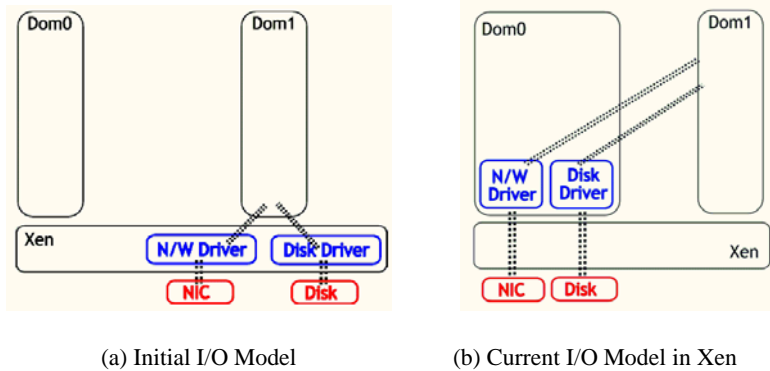 Dom0
Dom1
Xen
N/W Driver
Disk Driver
NIC
Disk
Dom0
Dom1
N/W
Driver
Disk
Driver
Xen
NIC
Disk
(a) Initial I/O Model
(b) Current I/O Model in Xen